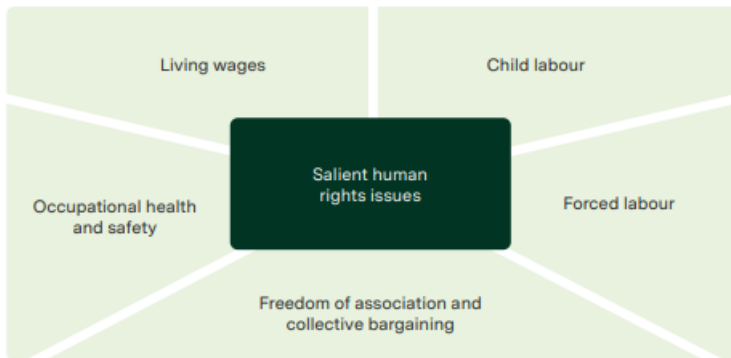 Living wages
Child labour
Salient human
rights issues
Occupational health
and safety
Forced labour
Freedom of association and
collective bargaining